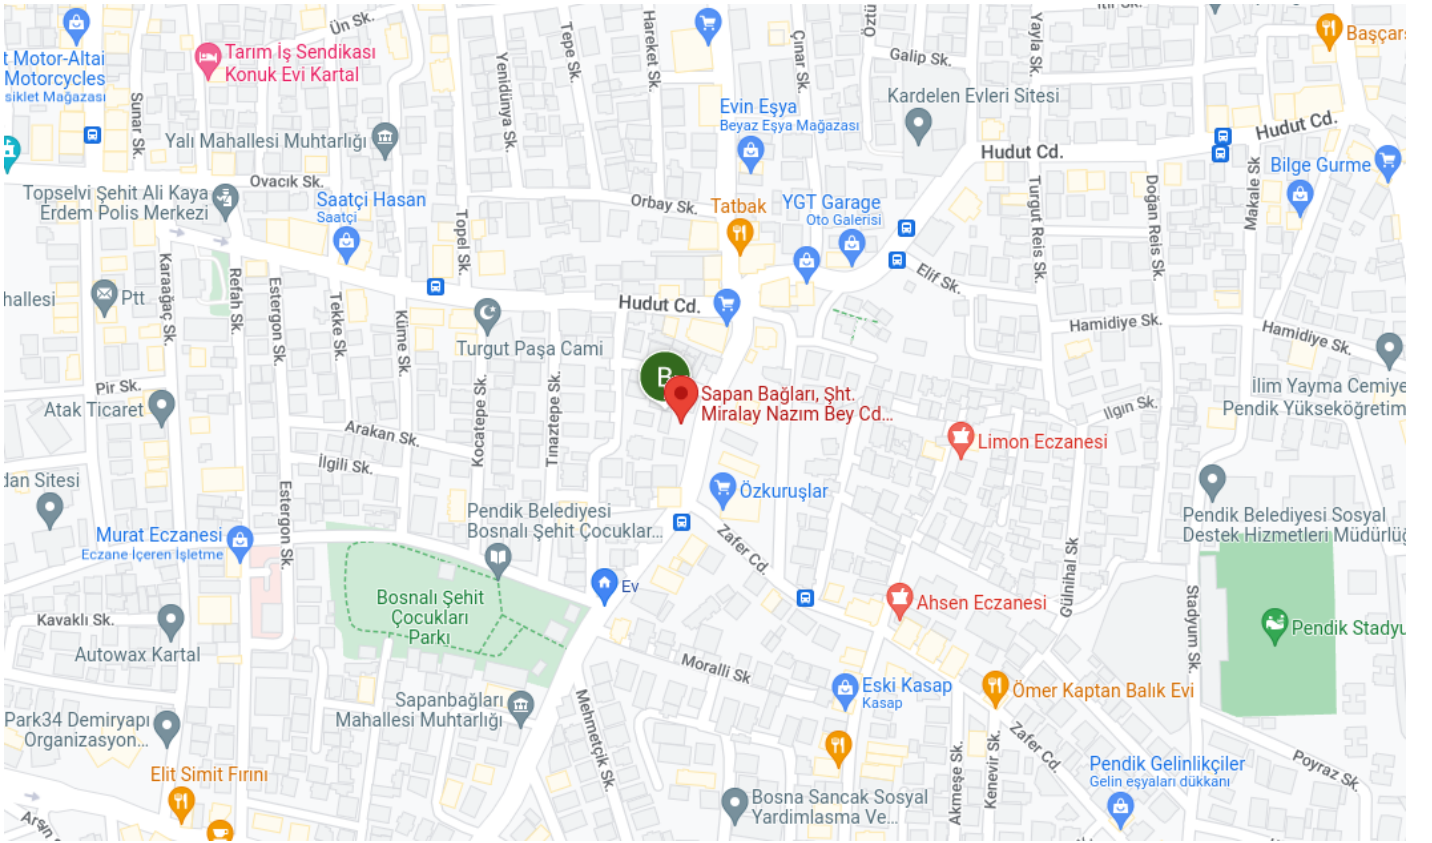 Ün Sk.
Tarım İş Sendikası
Konuk Evi Kartal
t Motor-Altai
Motorcycles
siklet Mağazası
Sunar Sk.
Yenidünya Sk.
Tepe Sk.
Hareket Sk.
Çınar Sk.
Galip Sk.
Yayla Sk.
Başçar
Kardelen Evleri Sitesi
Evin Eşya
Beyaz Eşya Mağazası
Hudut Cd.
Hudut Cd.
Yalı Mahallesi Muhtarlığı
Bilge Gurme
Makale Sk
Ovacık Sk.
Topselvi Şehit Ali Kaya
Erdem Polis Merkezi
Saatçi Hasan
Saatçi
Topel Sk.
Orbay Sk.
Tatbak
YGT Garage
Oto Galerisi
Turgut Reis Sk.
Doğan Reis Sk.
Elif Sk.
hallesi
Ptt
Karaağaç Sk.
Refah Sk.
Estergon Sk.
Tekke Sk.
Küme Sk.
Hudut Cd.
Turgut Paşa Cami
Hamidiye Sk.
Hamidiye Sk.
Pir Sk.
Atak Ticaret
Kocatepe Sk.
Tınaztepe Sk.
B
Sapan Bağları, Şht.
Miralay Nazım Bey Cd...
İlim Yayma Cemiye
Pendik Yükseköğretim
Ilgın Sk.
Arakan Sk.
İlgili Sk.
Limon Eczanesi
dan Sitesi
Estergon Sk.
Özkuruşlar
Pendik Belediyesi
Bosnalı Şehit Çocuklar...
Pendik Belediyesi Sosyal
Destek Hizmetleri Müdürlüğ
Murat Eczanesi
Eczane İçeren İşletme
Zafer Cd.
Gülnihal Sk
Ev
Bosnalı Şehit
Çocukları
Parkı
Ahsen Eczanesi
Stadyum Sk.
Pendik Stadyu
Kavaklı Sk.
Autowax Kartal
Moralli Sk
Eski Kasap
Kasap
Ömer Kaptan Balık Evi
Sapanbağları
Mahallesi Muhtarlığı
Mehmetçik Sk.
Park34 Demiryapı
Organizasyon...
Elit Simit Fırını
Akmeşe Sk.
Kenevir Sk.
Zafer Cd.
Pendik Gelinlikçiler
Gelin eşyaları dükkanı
Poyraz Sk.
Bosna Sancak Sosyal
Yardımlasma Ve...